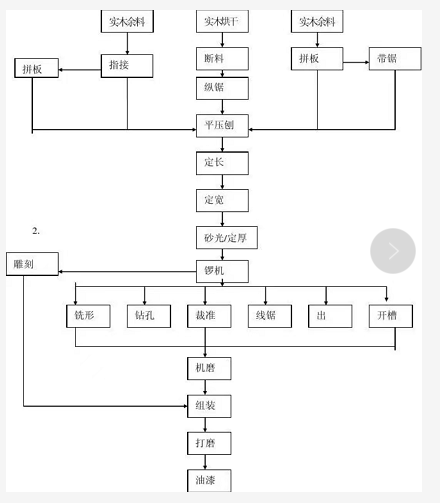 实木余料 实木烘干 实木余料
拼板 指接 断料 拼板 带锯
纵锯
平压刨
定长
定宽
2.
砂光/定厚
雕刻 锣机
铣形 钻孔 裁准 线锯 出 开槽
机磨
组装
打磨
油漆